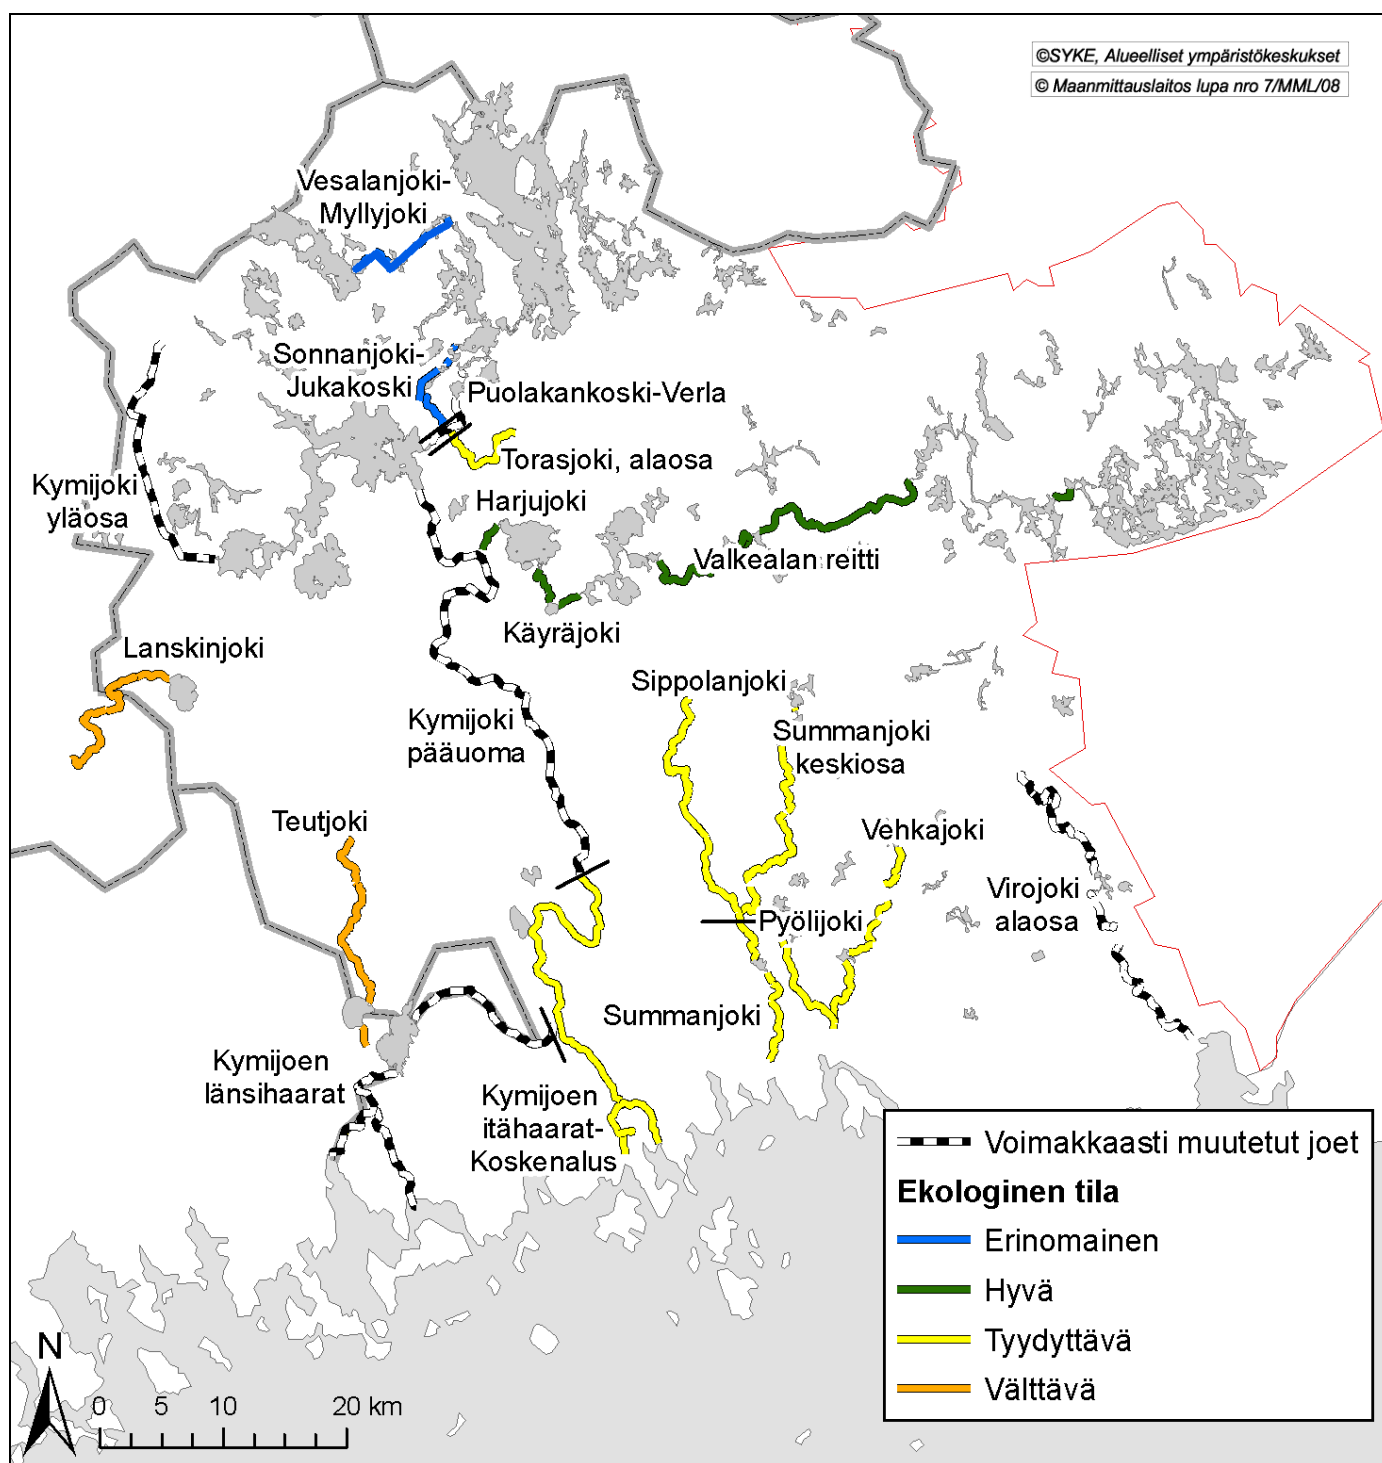 ©SYKE, Alueelliset ympäristökeskukset
© Maanmittauslaitos lupa nro 7/MML/08
Vesalanjoki-
Myllyjoki
Sonnanjoki-
Jukakoski
Puolakankoski-Verla
Torasjoki, alaosa
Kymijoki
yläosa
Harjujoki
Valkealan reitti
Käyräjoki
Lanskinjoki
Sippolanjoki
Kymijoki
pääuoma
Summanjoki
keskiosa
Teutjoki
Vehkajoki
Virojoki
alaosa
Pyölijoki
Summanjoki
Kymijoen
länsihaarat
Kymijoen
itähaarat-
Koskenalus
Voimakkaasti muutetut joet
Ekologinen tila
Erinomainen
Hyvä
Tyydyttävä
Välttävä
N
0 5 10 20 km